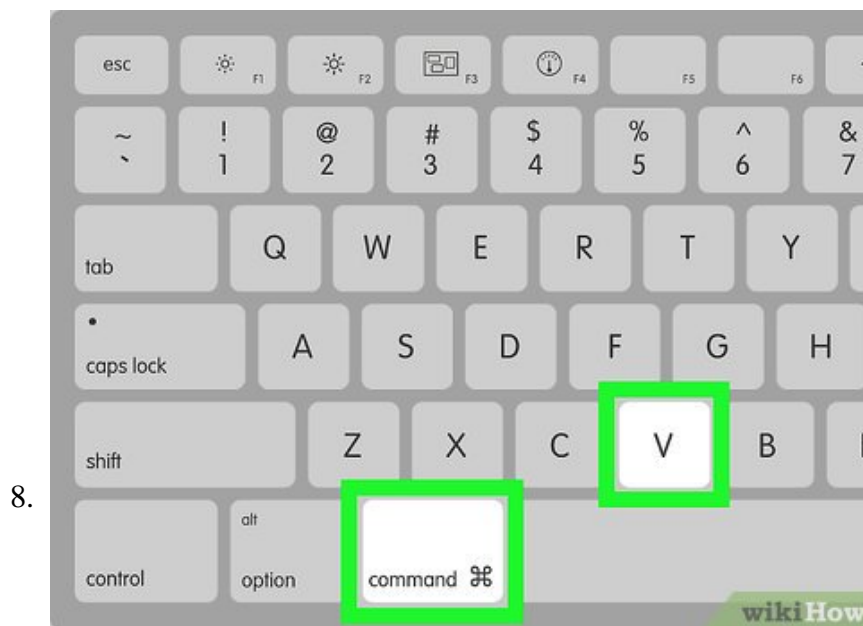 esc F1 F2 F3 F4 F5 F6
~ ! @ # $ % ^ &
` 1 2 3 4 5 6 7
tab Q W E R T Y
caps lock A S D F G H
shift Z X C V B
8.
alt
control option command ⌘
wikiHow